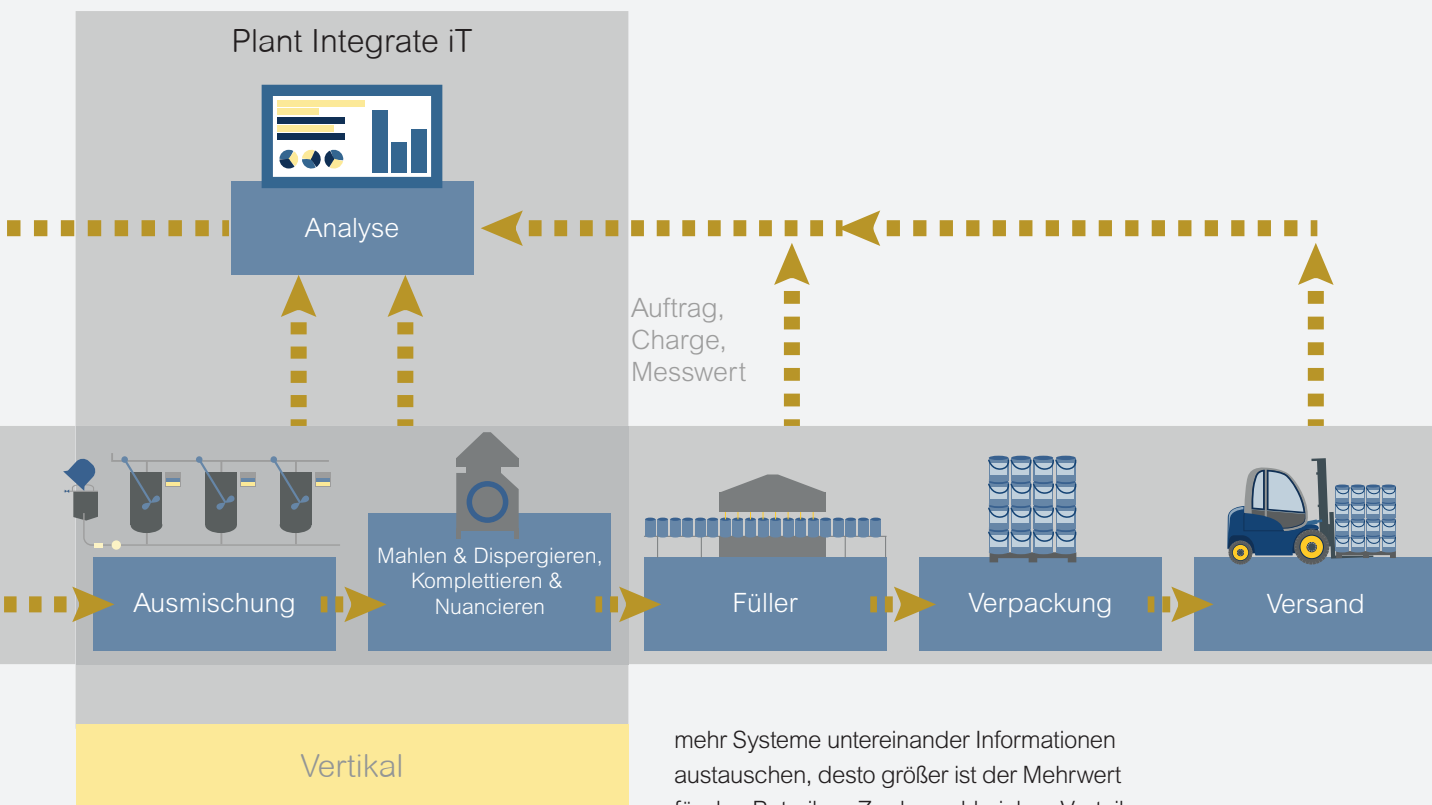 Plant Integrate iT
Analyse
Auftrag,
Charge,
Messwert
Ausmischung
Mahlen & Dispergieren,
Komplettieren &
Nuancieren
Füller
Verpackung
Versand
Vertikal
mehr Systeme untereinander Informationen
austauschen, desto größer ist der Mehrwert